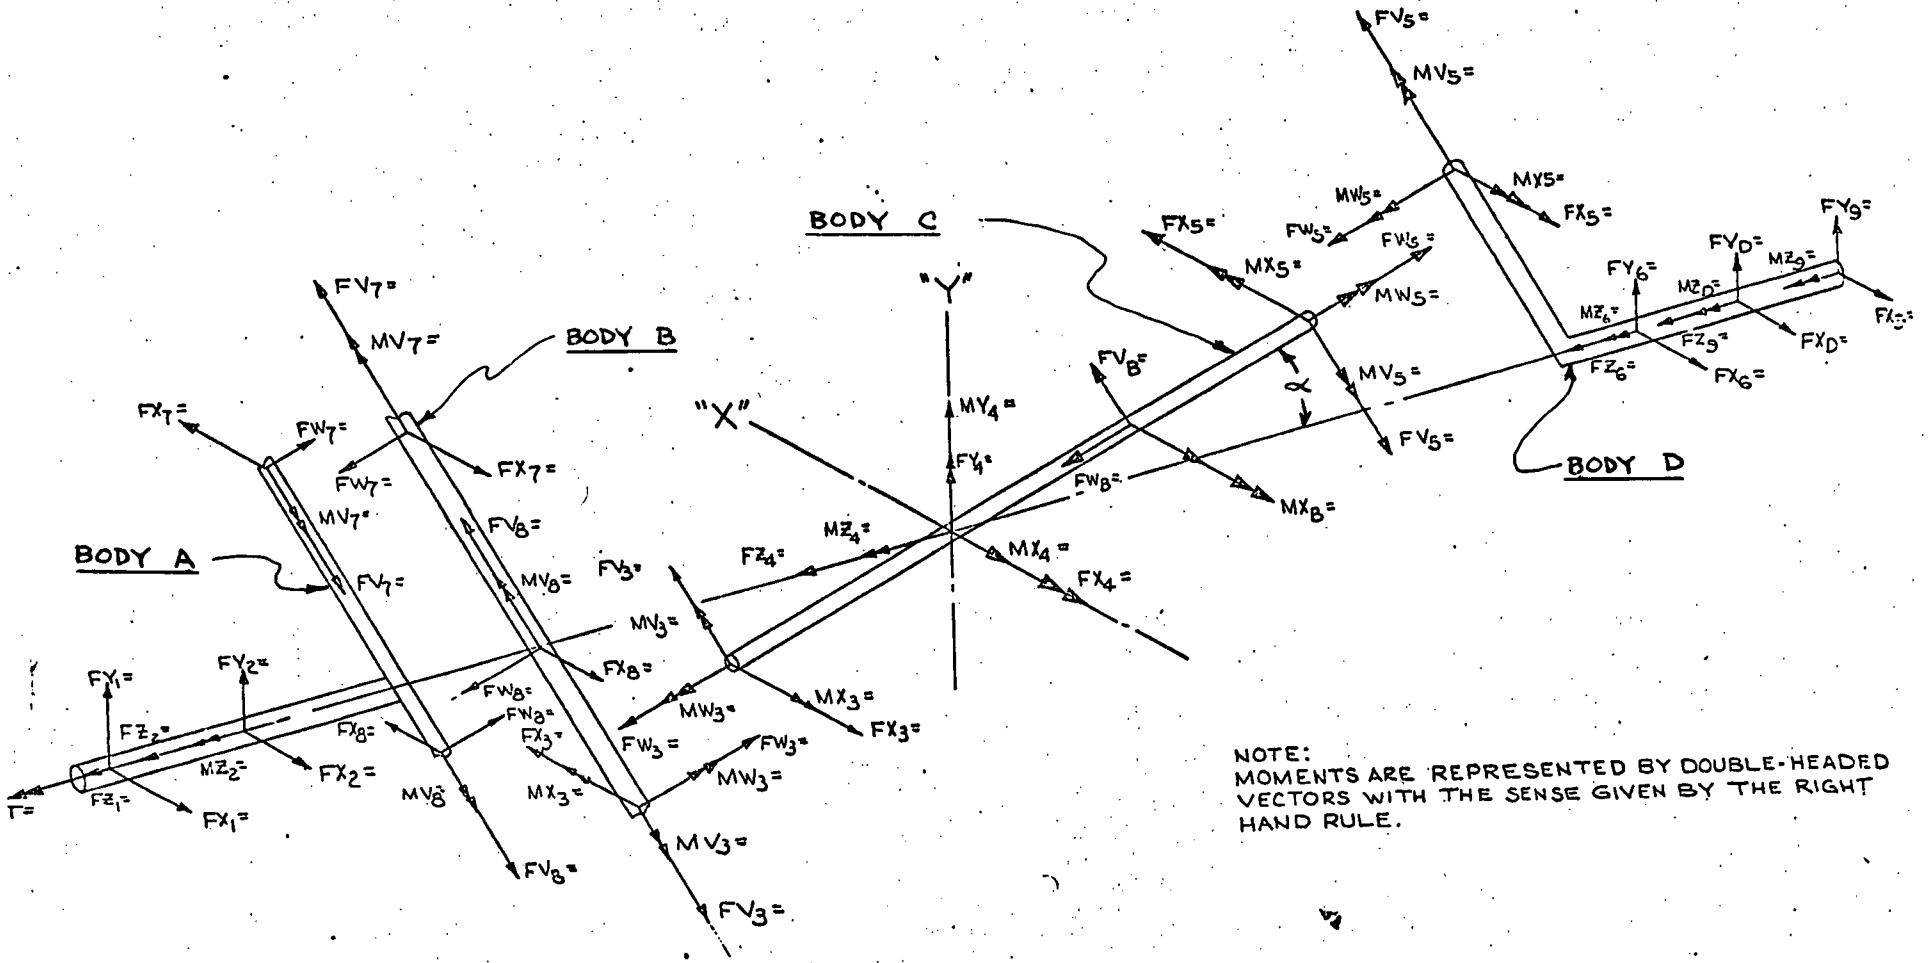 FV5=
MV5=
MW5=
MX5=
FX5=
FW5=
FY9=
MZ9=
FYD=
MZD=
FY6=
MZ6=
FZ9=
FZ6=
FXD=
FX6=
BODY D
BODY C
FX5=
MX5=
FW5=
MW5=
MV5=
FV5=
α
FVB=
FWB=
MXB=
"Y"
"X"
MY4=
FY4=
MZ4=
FZ4=
MX4=
FX4=
FV3=
MV3=
MX3=
FX3=
MW3=
FW3=
FV7=
MV7=
BODY B
FX7=
FW7=
FW7=
FX7=
MV7=
FV7=
BODY A
FV8=
MV8=
FX8=
FW8=
FW8=
FX8=
MV8=
FV8=
FX3=
MX3=
FW3=
MW3=
MV3=
FV3=
FY1=
FY2=
FZ2=
MZ2=
FX2=
FZ1=
FX1=
NOTE:
MOMENTS ARE REPRESENTED BY DOUBLE-HEADED
VECTORS WITH THE SENSE GIVEN BY THE RIGHT
HAND RULE.